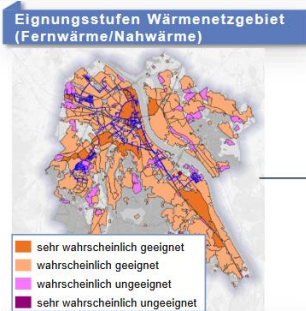 Eignungsstufen Wärmenetzgebiet
(Fernwärme/Nahwärme)
sehr wahrscheinlich geeignet
wahrscheinlich geeignet
wahrscheinlich ungeeignet
sehr wahrscheinlich ungeeignet